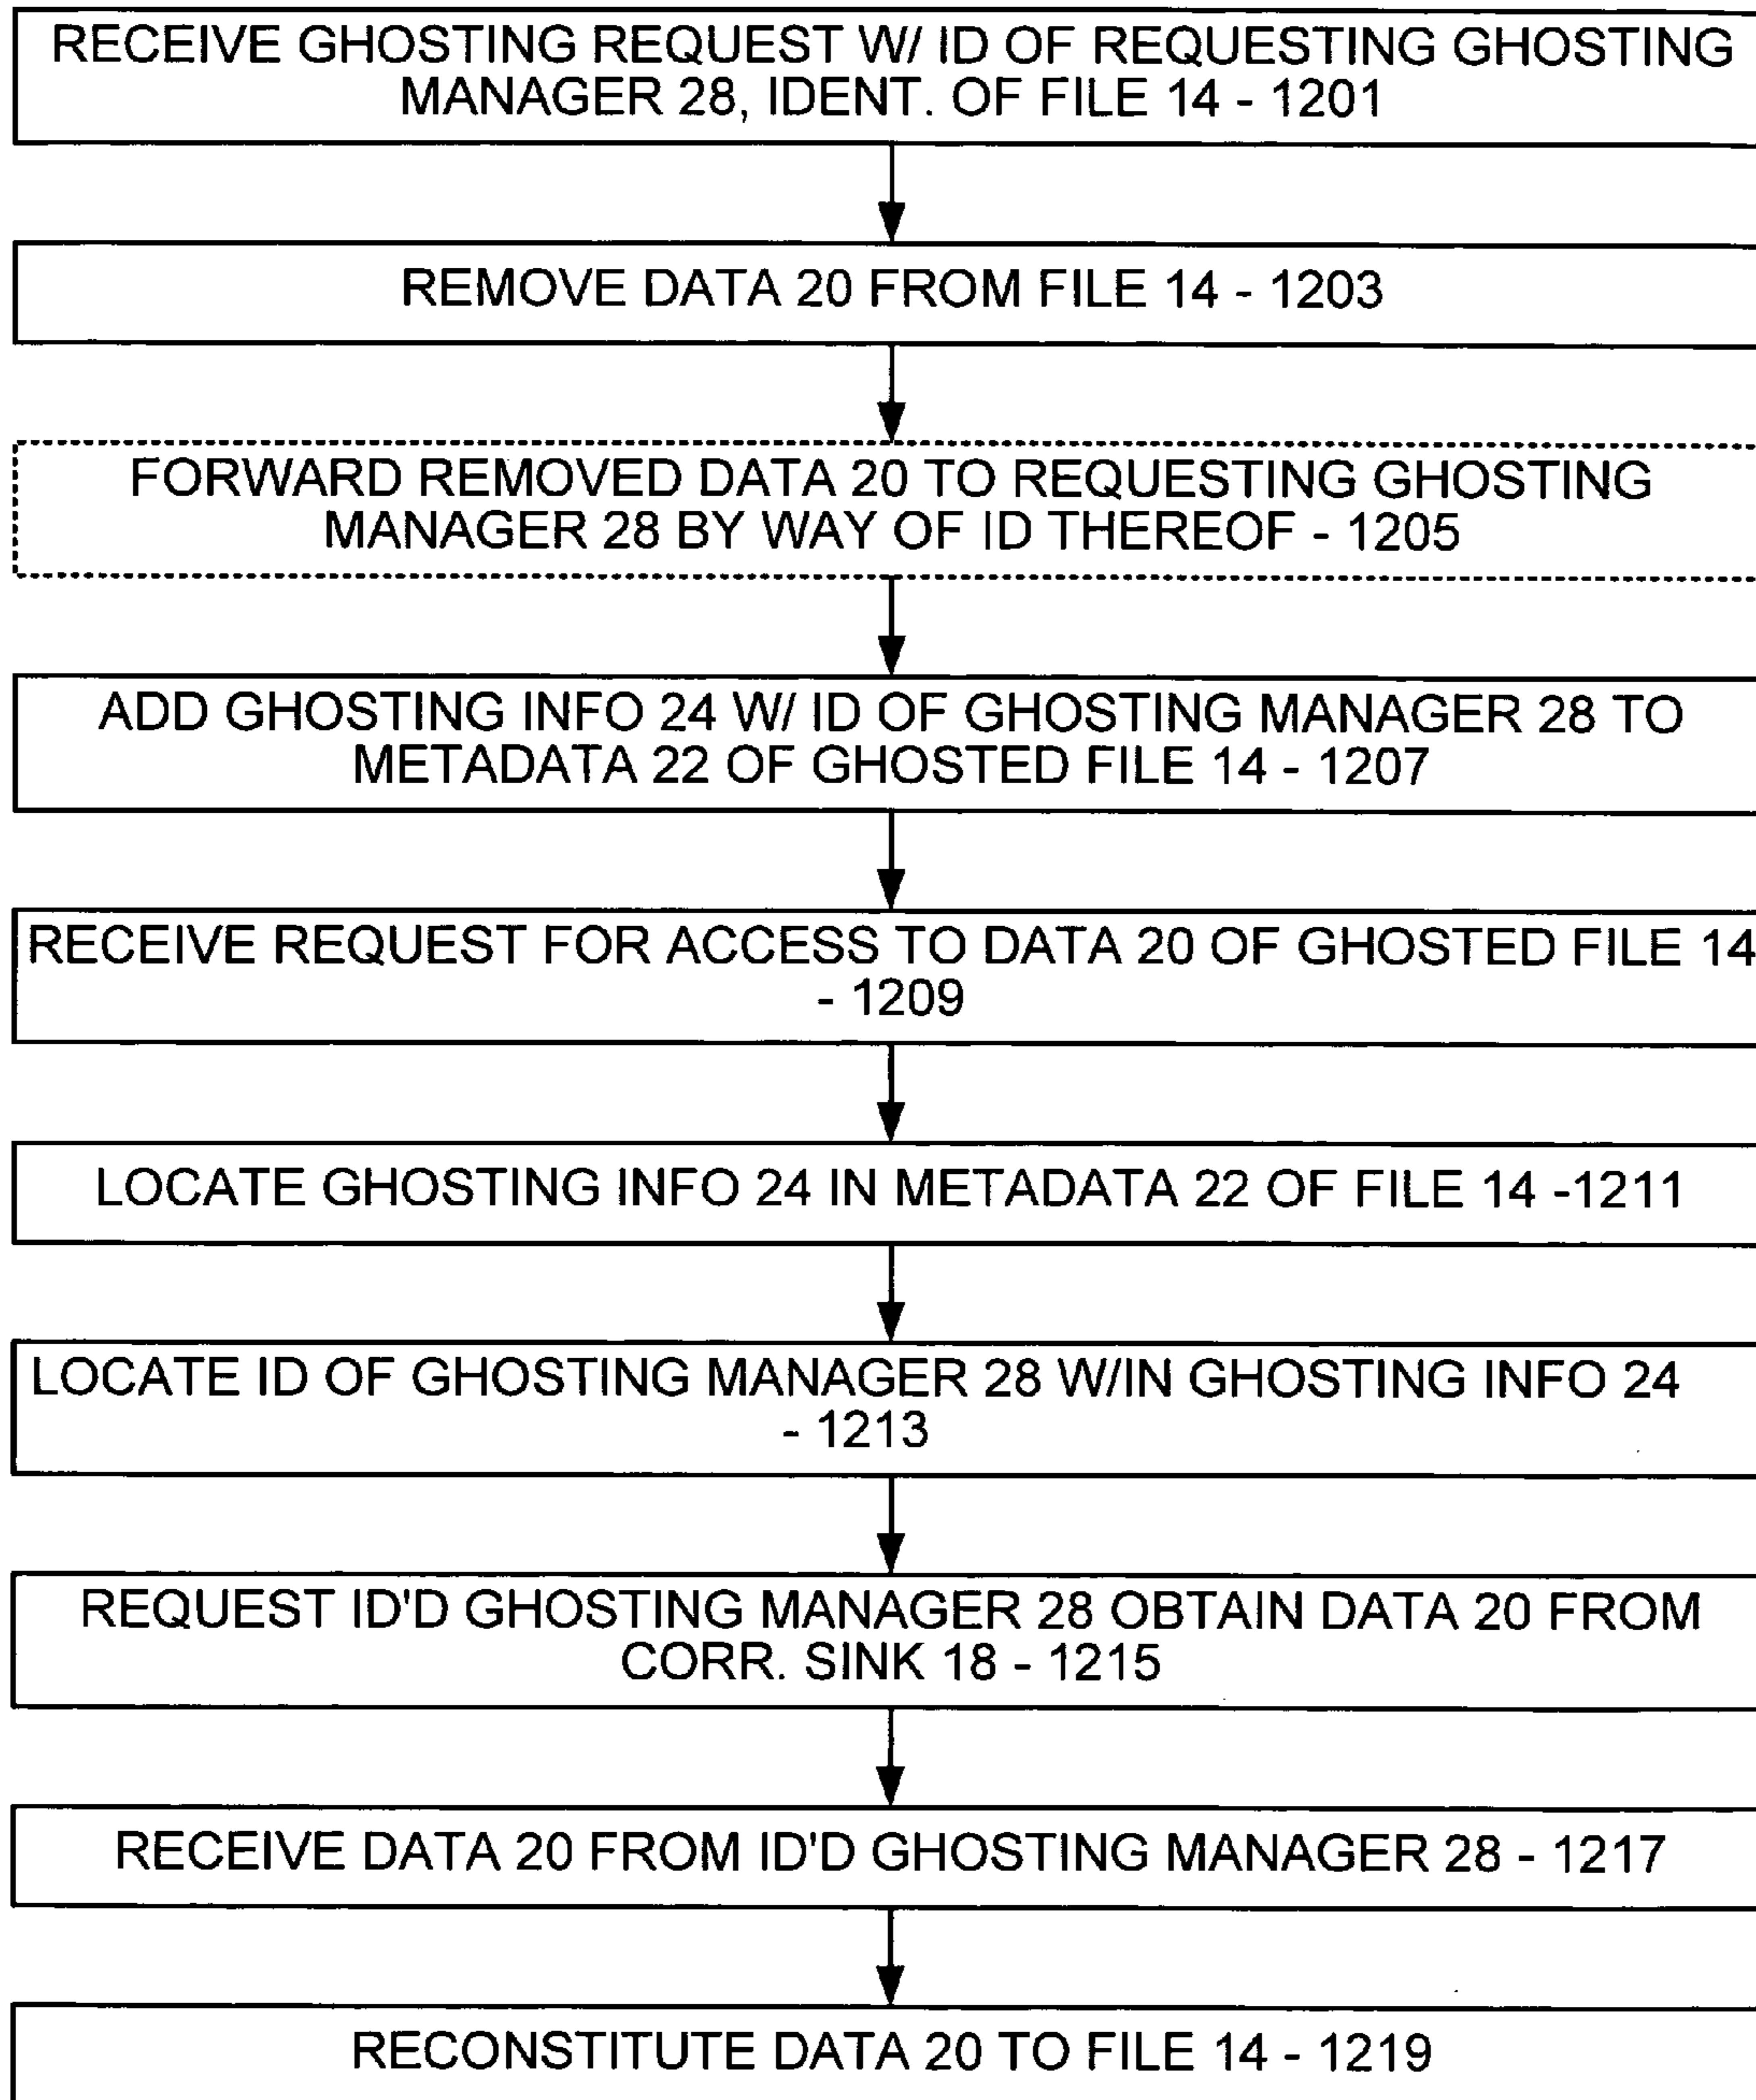 RECEIVE GHOSTING REQUEST W/ ID OF REQUESTING GHOSTING
MANAGER 28, IDENT. OF FILE 14 - 1201
REMOVE DATA 20 FROM FILE 14 - 1203
FORWARD REMOVED DATA 20 TO REQUESTING GHOSTING
MANAGER 28 BY WAY OF ID THEREOF - 1205
ADD GHOSTING INFO 24 W/ ID OF GHOSTING MANAGER 28 TO
METADATA 22 OF GHOSTED FILE 14 - 1207
RECEIVE REQUEST FOR ACCESS TO DATA 20 OF GHOSTED FILE 14
- 1209
LOCATE GHOSTING INFO 24 IN METADATA 22 OF FILE 14 -1211
LOCATE ID OF GHOSTING MANAGER 28 W/IN GHOSTING INFO 24
- 1213
REQUEST ID'D GHOSTING MANAGER 28 OBTAIN DATA 20 FROM
CORR. SINK 18 - 1215
RECEIVE DATA 20 FROM ID'D GHOSTING MANAGER 28 - 1217
RECONSTITUTE DATA 20 TO FILE 14 - 1219